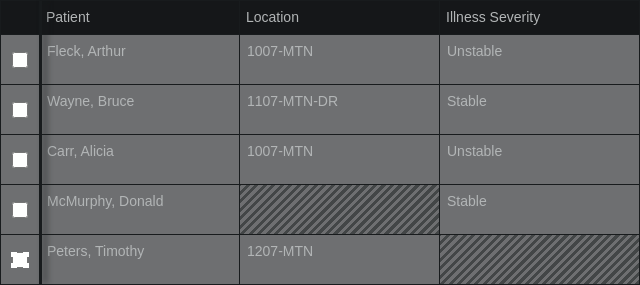 Patient Location Illness Severity
Fleck, Arthur 1007-MTN Unstable
Wayne, Bruce 1107-MTN-DR Stable
Carr, Alicia 1007-MTN Unstable
McMurphy, Donald Stable
Peters, Timothy 1207-MTN